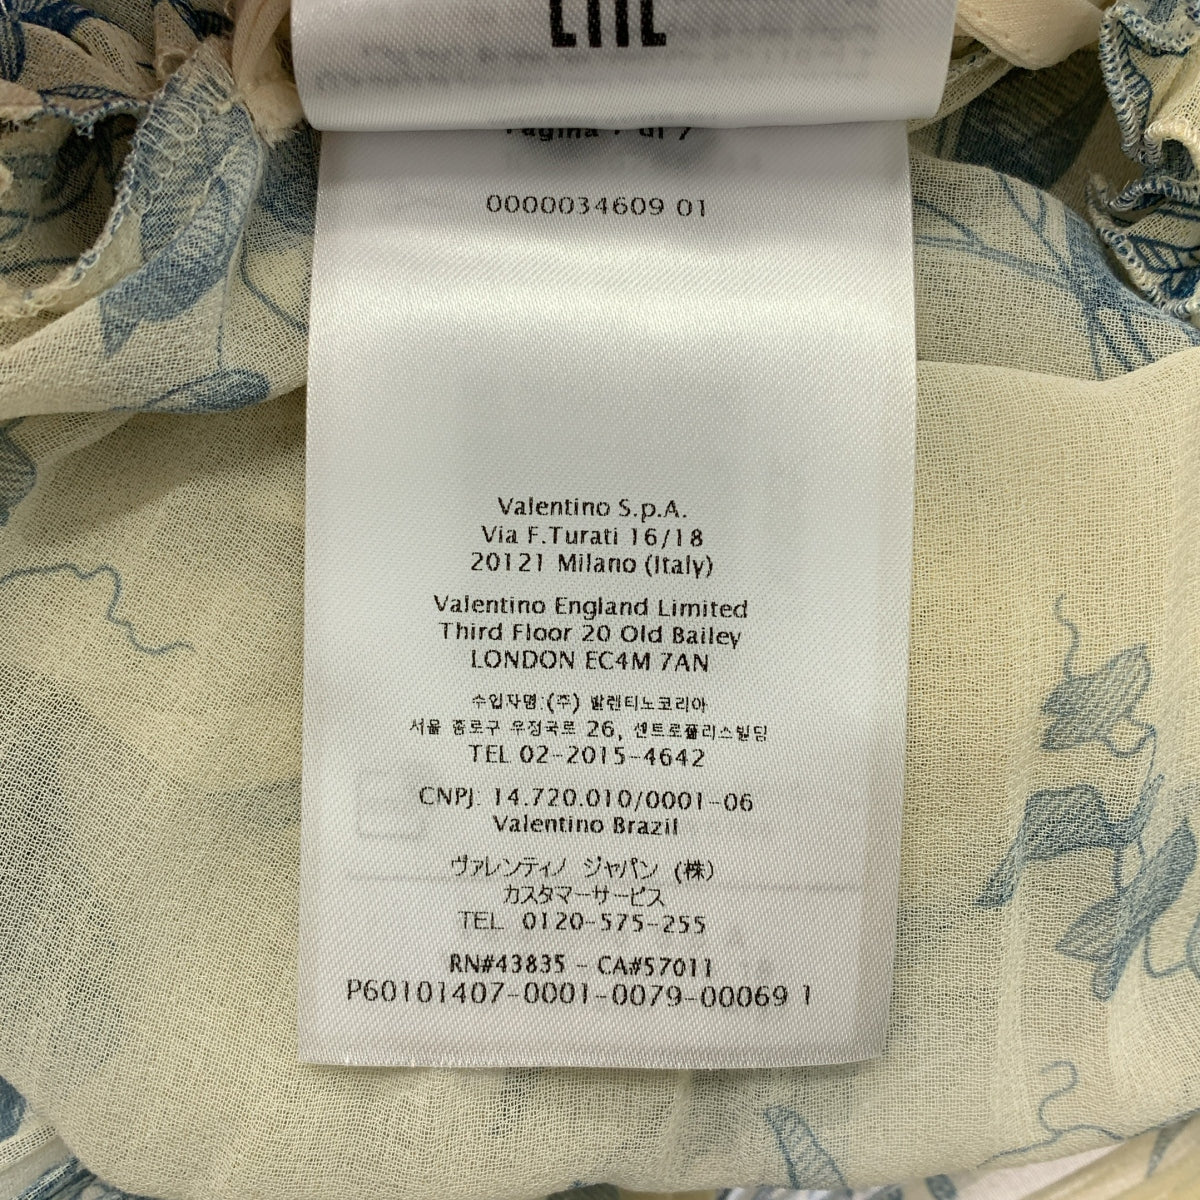 EAC
Pagina 7 di 7
0000034609 01
Valentino S.p.A.
Via F.Turati 16/18
20121 Milano (Italy)
Valentino England Limited
Third Floor 20 Old Bailey
LONDON EC4M 7AN
수입자명:(주) 발렌티노코리아
서울 종로구 우정국로 26, 센트로폴리스빌딩
TEL 02-2015-4642
CNPJ: 14.720.010/0001-06
Valentino Brazil
ヴァレンティノ ジャパン (株)
カスタマーサービス
TEL 0120-575-255
RN#43835 - CA#57011
P60101407-0001-0079-00069 1